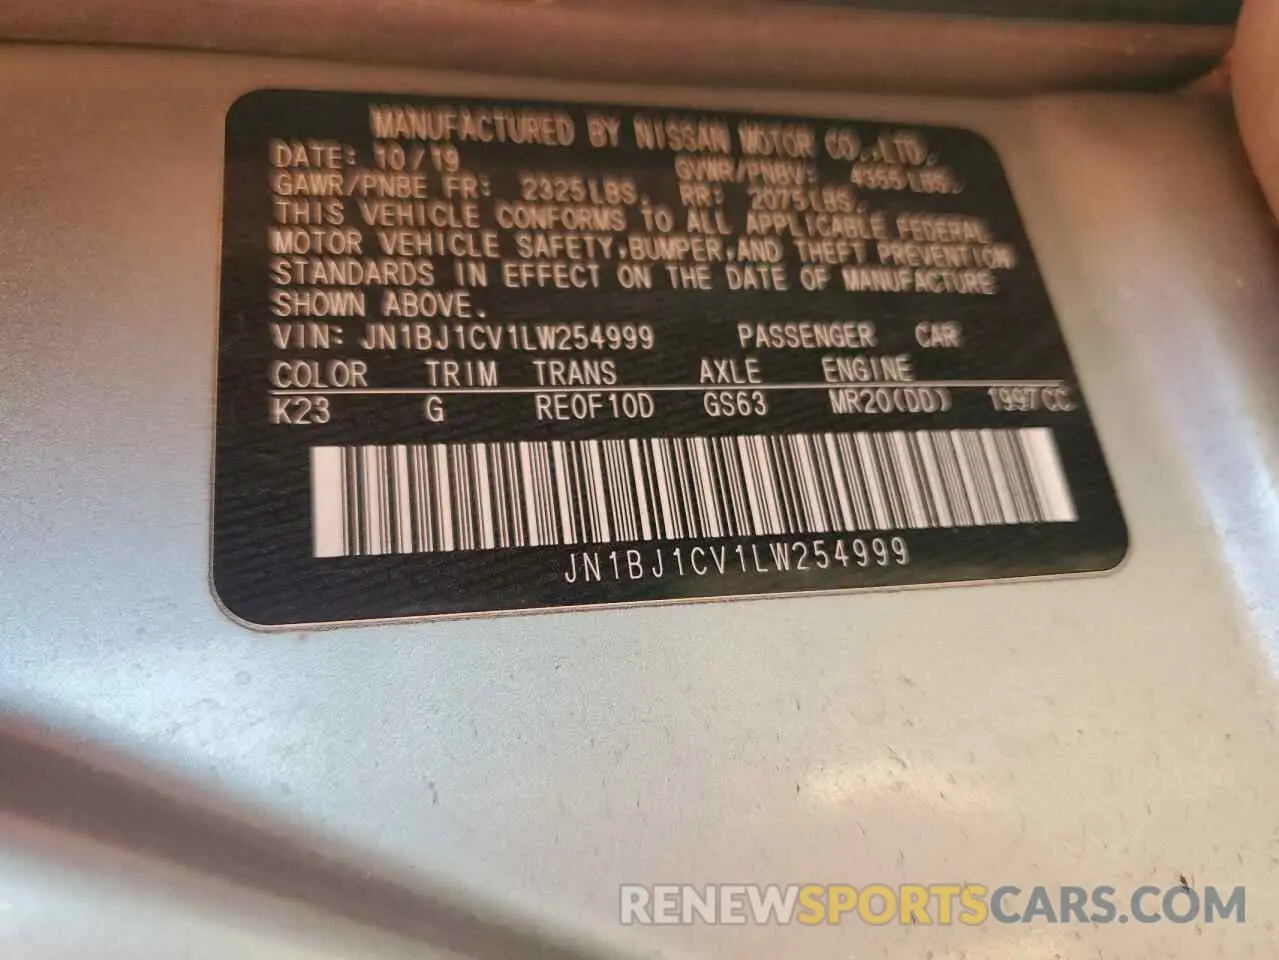 MANUFACTURED BY NISSAN MOTOR CO.,LTD.
DATE: 10/19 GVWR/PNBV: 4355LBS.
GAWR/PNBE FR: 2325LBS. RR: 2075LBS.
THIS VEHICLE CONFORMS TO ALL APPLICABLE FEDERAL
MOTOR VEHICLE SAFETY,BUMPER,AND THEFT PREVENTION
STANDARDS IN EFFECT ON THE DATE OF MANUFACTURE
SHOWN ABOVE.
VIN: JN1BJ1CV1LW254999 PASSENGER CAR
COLOR TRIM TRANS AXLE ENGINE
K23 G RE0F10D GS63 MR20(DD) 1997CC
JN1BJ1CV1LW254999
RENEWSPORTSCARS.COM